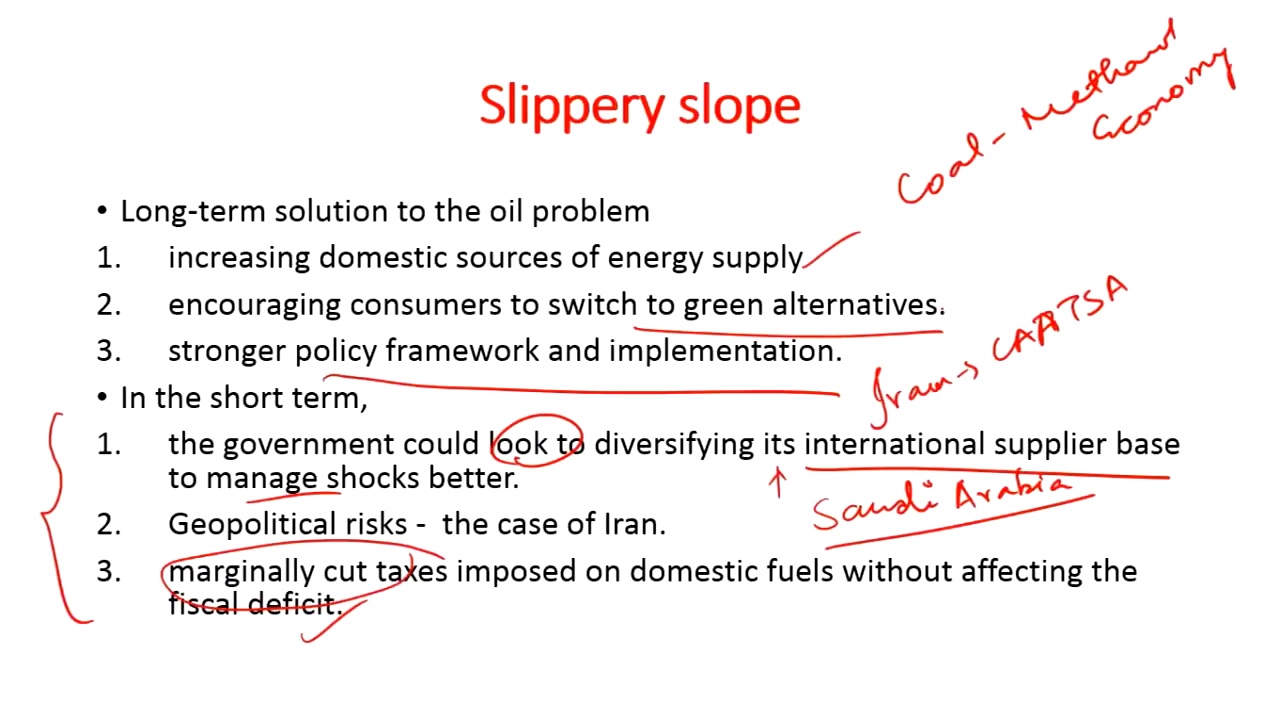 Slippery slope
Coal - Methanol
Economy
• Long-term solution to the oil problem
1. increasing domestic sources of energy supply
2. encouraging consumers to switch to green alternatives.
3. stronger policy framework and implementation.
Iran → CAATSA
• In the short term,
1. the government could look to diversifying its international supplier base
to manage shocks better.
↑ Saudi Arabia
2. Geopolitical risks - the case of Iran.
3. marginally cut taxes imposed on domestic fuels without affecting the
fiscal deficit.